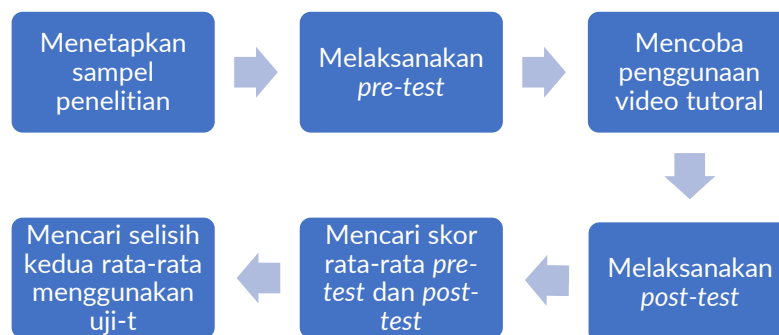 Menetapkan
sampel
penelitian
Melaksanakan
pre-test
Mencoba
penggunaan
video tutoral
Melaksanakan
post-test
Mencari skor
rata-rata pre-
test dan post-
test
Mencari selisih
kedua rata-rata
menggunakan
uji-t